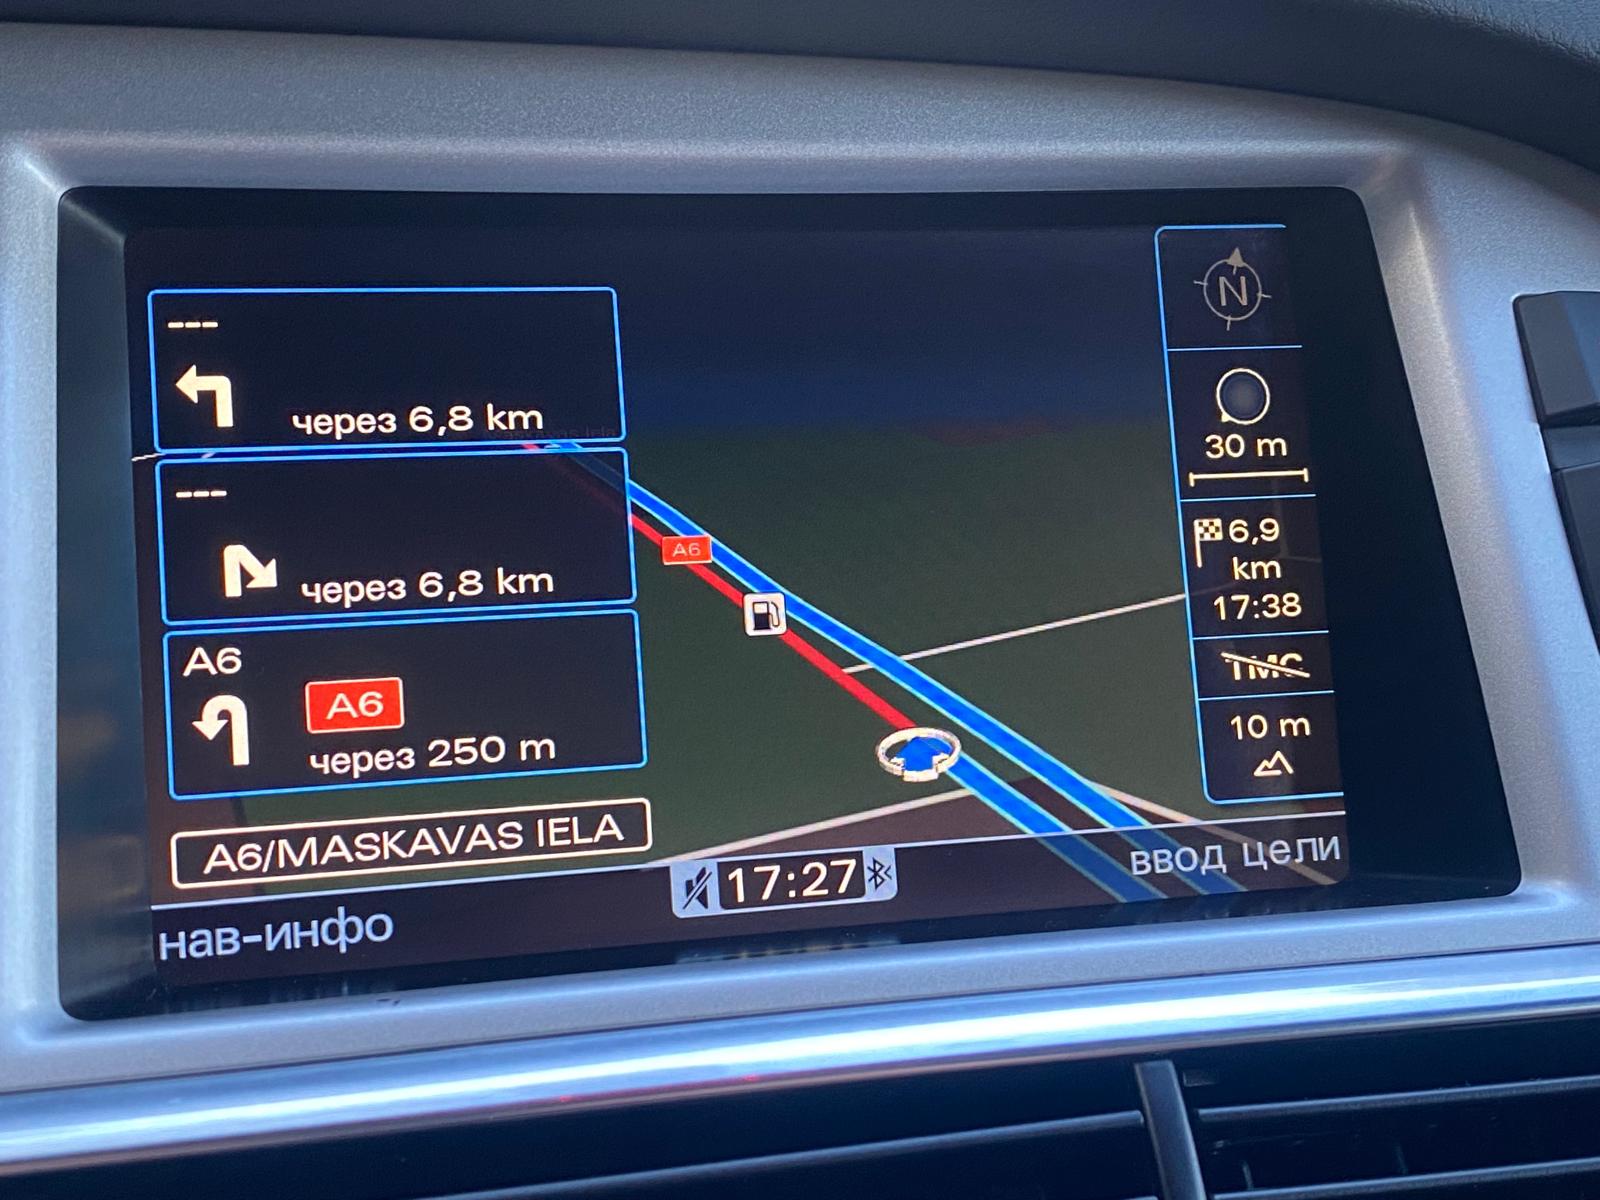 ---
через 6,8 km
---
через 6,8 km
A6
A6
через 250 m
A6/MASKAVAS IELA
нав-инфо
A6
17:27
N
30 m
6,9
km
17:38
TMC
10 m
ввод цели